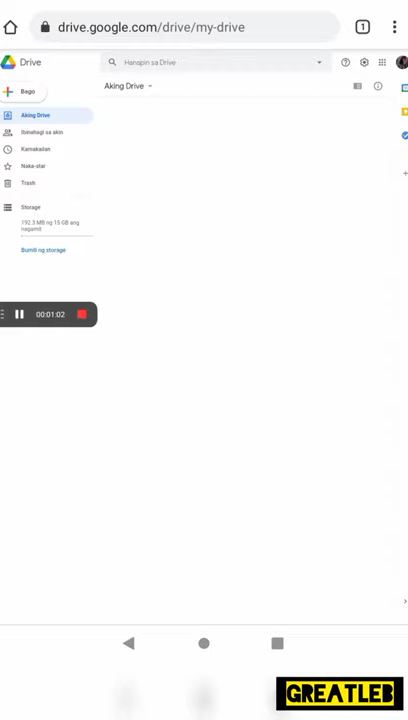 drive.google.com/drive/my-drive
1
Drive
Hanapin sa Drive
Bago
Aking Drive
Aking Drive
Ibinahagi sa akin
Kamakailan
Naka-star
Trash
Storage
192.3 MB ng 15 GB ang
nagamit
Bumili ng storage
00:01:02
GREATLEB